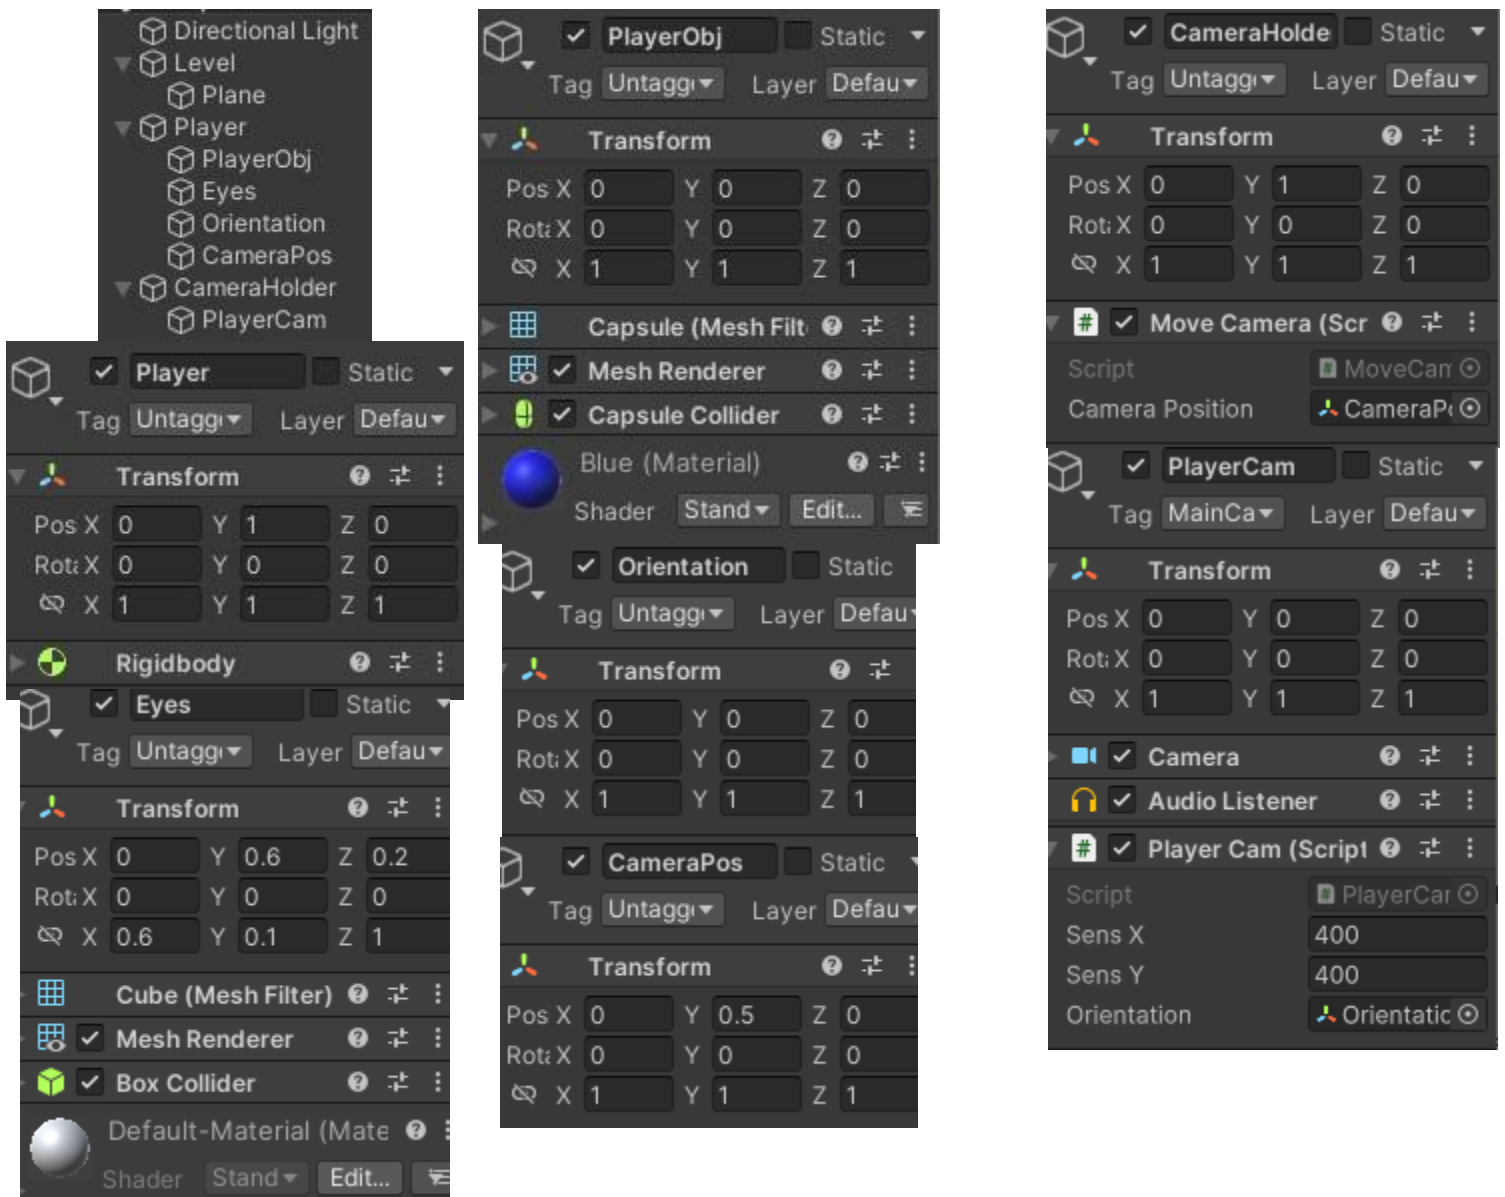 Directional Light
Level
Plane
Player
PlayerObj
Eyes
Orientation
CameraPos
CameraHolder
PlayerCam
Player Static
Tag Untagg Layer Defau
Transform
Pos X 0 Y 1 Z 0
Rot X 0 Y 0 Z 0
X 1 Y 1 Z 1
Rigidbody
Eyes Static
Tag Untagg Layer Defau
Transform
Pos X 0 Y 0.6 Z 0.2
Rot X 0 Y 0 Z 0
X 0.6 Y 0.1 Z 1
Cube (Mesh Filter)
Mesh Renderer
Box Collider
Default-Material (Mate
Shader Stand Edit...
PlayerObj Static
Tag Untagg Layer Defau
Transform
Pos X 0 Y 0 Z 0
Rota X 0 Y 0 Z 0
X 1 Y 1 Z 1
Capsule (Mesh Filt
Mesh Renderer
Capsule Collider
Blue (Material)
Shader Stand Edit...
Orientation Static
Tag Untagg Layer Defau
Transform
Pos X 0 Y 0 Z 0
Rot X 0 Y 0 Z 0
X 1 Y 1 Z 1
CameraPos Static
Tag Untagg Layer Defau
Transform
Pos X 0 Y 0.5 Z 0
Rota X 0 Y 0 Z 0
X 1 Y 1 Z 1
CameraHolde Static
Tag Untagg Layer Defau
Transform
Pos X 0 Y 1 Z 0
Rot X 0 Y 0 Z 0
X 1 Y 1 Z 1
# Move Camera (Scr
Script # MoveCam
Camera Position CameraPo
PlayerCam Static
Tag MainCa Layer Defau
Transform
Pos X 0 Y 0 Z 0
Rot X 0 Y 0 Z 0
X 1 Y 1 Z 1
Camera
Audio Listener
# Player Cam (Script
Script # PlayerCar
Sens X 400
Sens Y 400
Orientation Orientatic